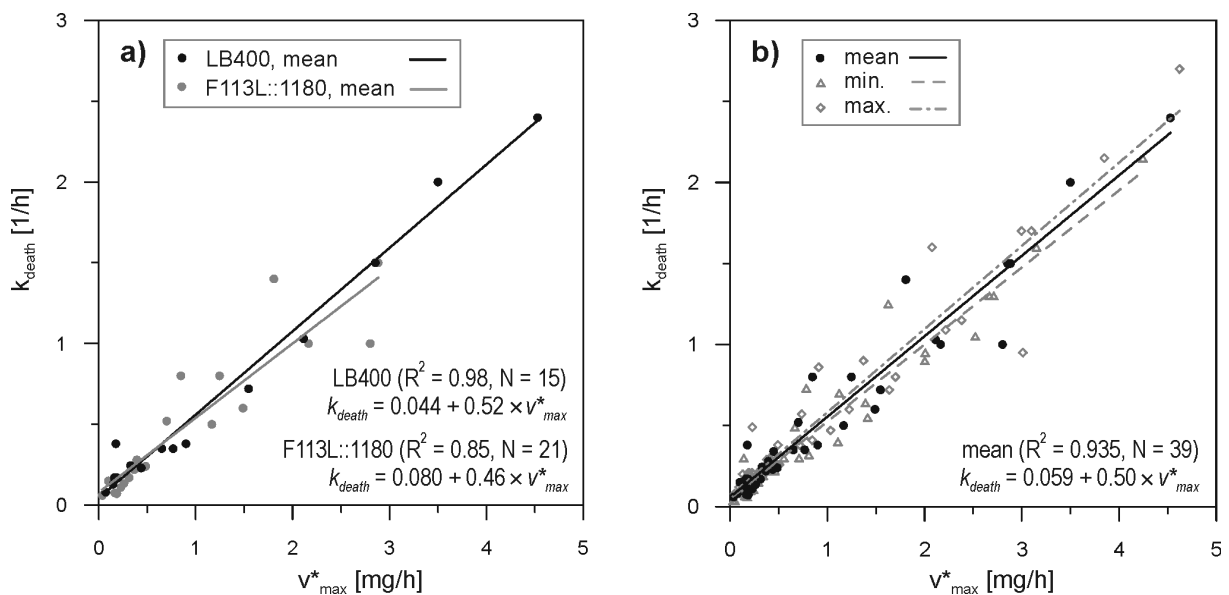 a)
LB400, mean
F113L::1180, mean
3
2
1
0
k_death [1/h]
LB400 (R² = 0.98, N = 15)
k_death = 0.044 + 0.52 × v*_max
F113L::1180 (R² = 0.85, N = 21)
k_death = 0.080 + 0.46 × v*_max
0 1 2 3 4 5
v*_max [mg/h]
b)
mean
min.
max.
3
2
1
0
k_death [1/h]
mean (R² = 0.935, N = 39)
k_death = 0.059 + 0.50 × v*_max
0 1 2 3 4 5
v*_max [mg/h]